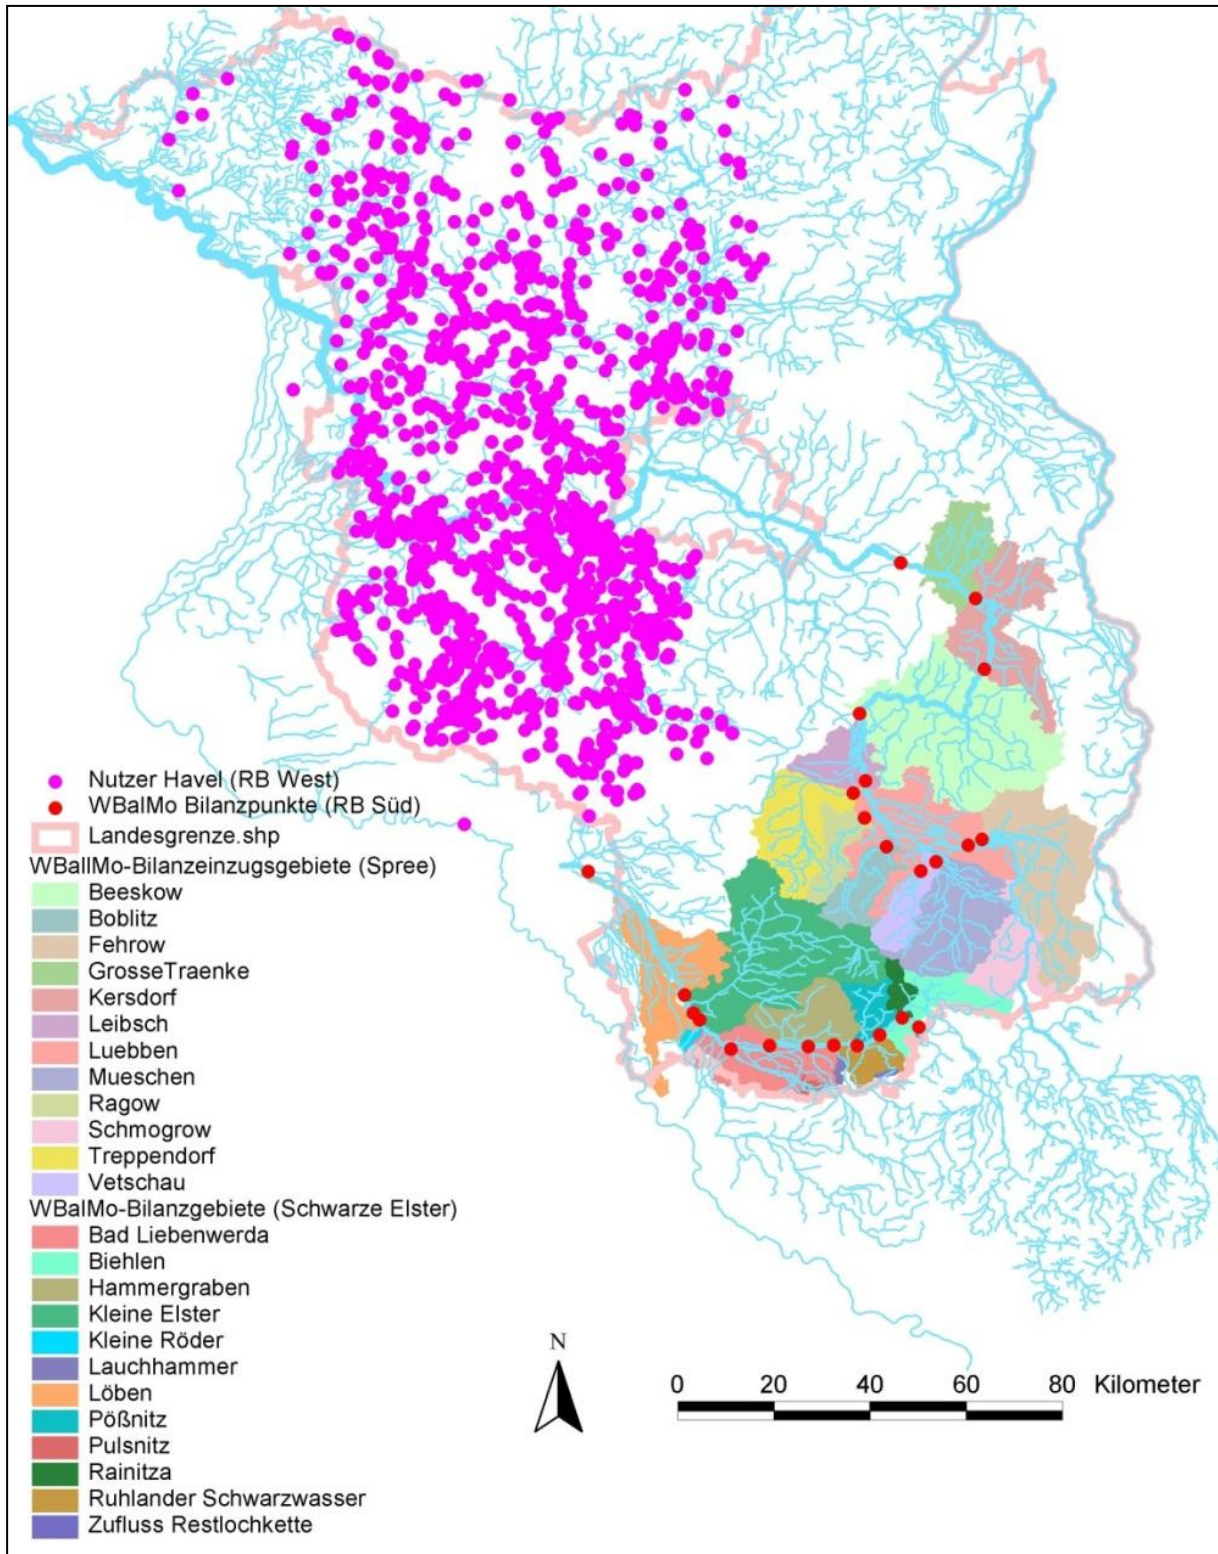 Nutzer Havel (RB West)
WBalMo Bilanzpunkte (RB Süd)
Landesgrenze.shp
WBallMo-Bilanzeinzugsgebiete (Spree)
Beeskow
Boblitz
Fehrow
GrosseTraenke
Kersdorf
Leibsch
Luebben
Mueschen
Ragow
Schmogrow
Treppendorf
Vetschau
WBalMo-Bilanzgebiete (Schwarze Elster)
Bad Liebenwerda
Biehlen
Hammergraben
Kleine Elster
Kleine Röder
Lauchhammer
Löben
Pößnitz
Pulsnitz
Rainitza
Ruhlander Schwarzwasser
Zufluss Restlochkette
N
0 20 40 60 80 Kilometer